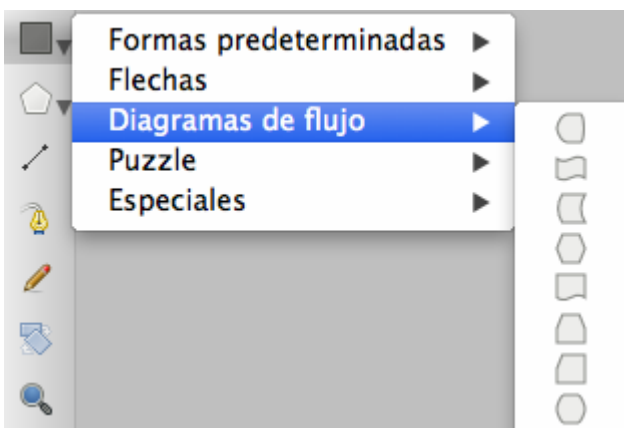 Formas predeterminadas
Flechas
Diagramas de flujo
Puzzle
Especiales